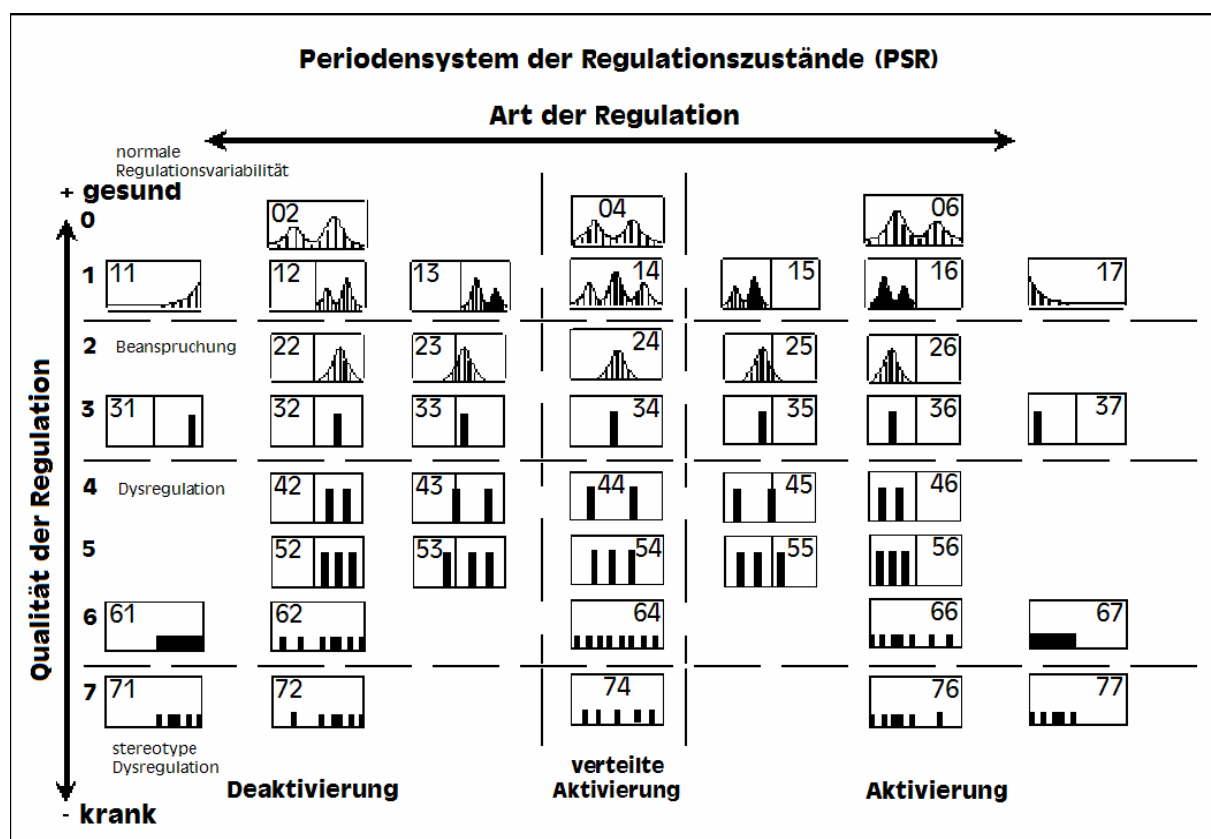 Periodensystem der Regulationszustände (PSR)
Art der Regulation
normale
Regulationsvariabilität
+ gesund
0
02 04 06
1 11 12 13 14 15 16 17
2 Beanspruchung 22 23 24 25 26
3 31 32 33 34 35 36 37
4 Dysregulation 42 43 44 45 46
5 52 53 54 55 56
6 61 62 64 66 67
7 71 72 74 76 77
stereotype
Dysregulation
Deaktivierung
verteilte
Aktivierung
Aktivierung
- krank
Qualität der Regulation